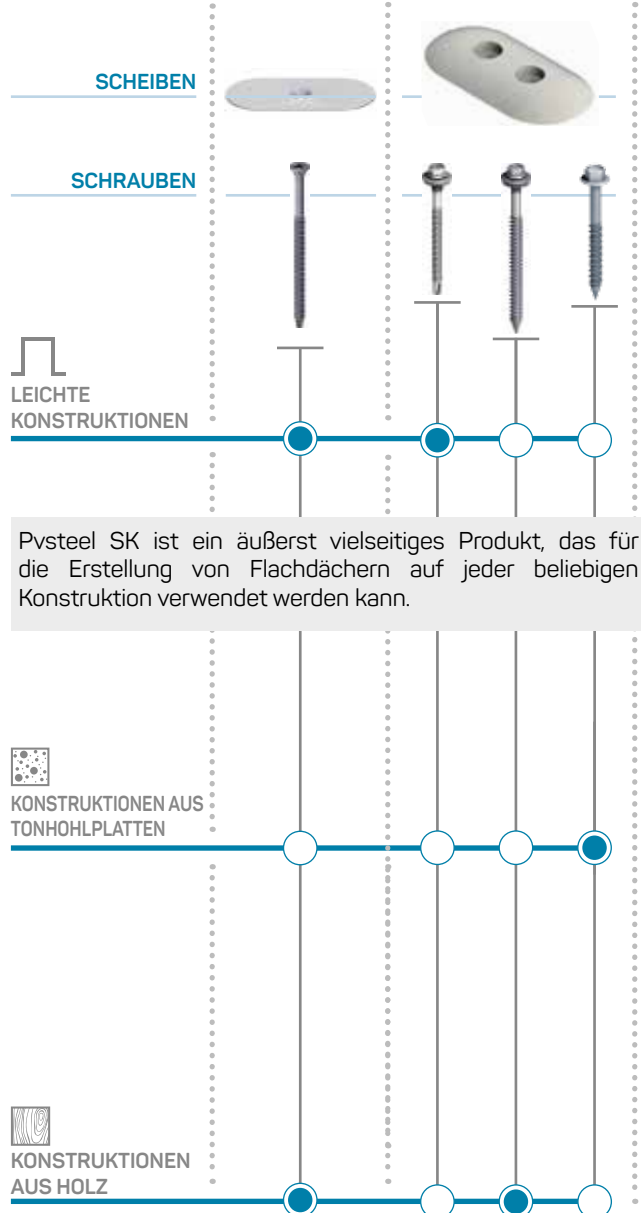 SCHEIBEN
SCHRAUBEN
LEICHTE
KONSTRUKTIONEN
Pvsteel SK ist ein äußerst vielseitiges Produkt, das für
die Erstellung von Flachdächern auf jeder beliebigen
Konstruktion verwendet werden kann.
KONSTRUKTIONEN AUS
TONHOHLPLATTEN
KONSTRUKTIONEN
AUS HOLZ